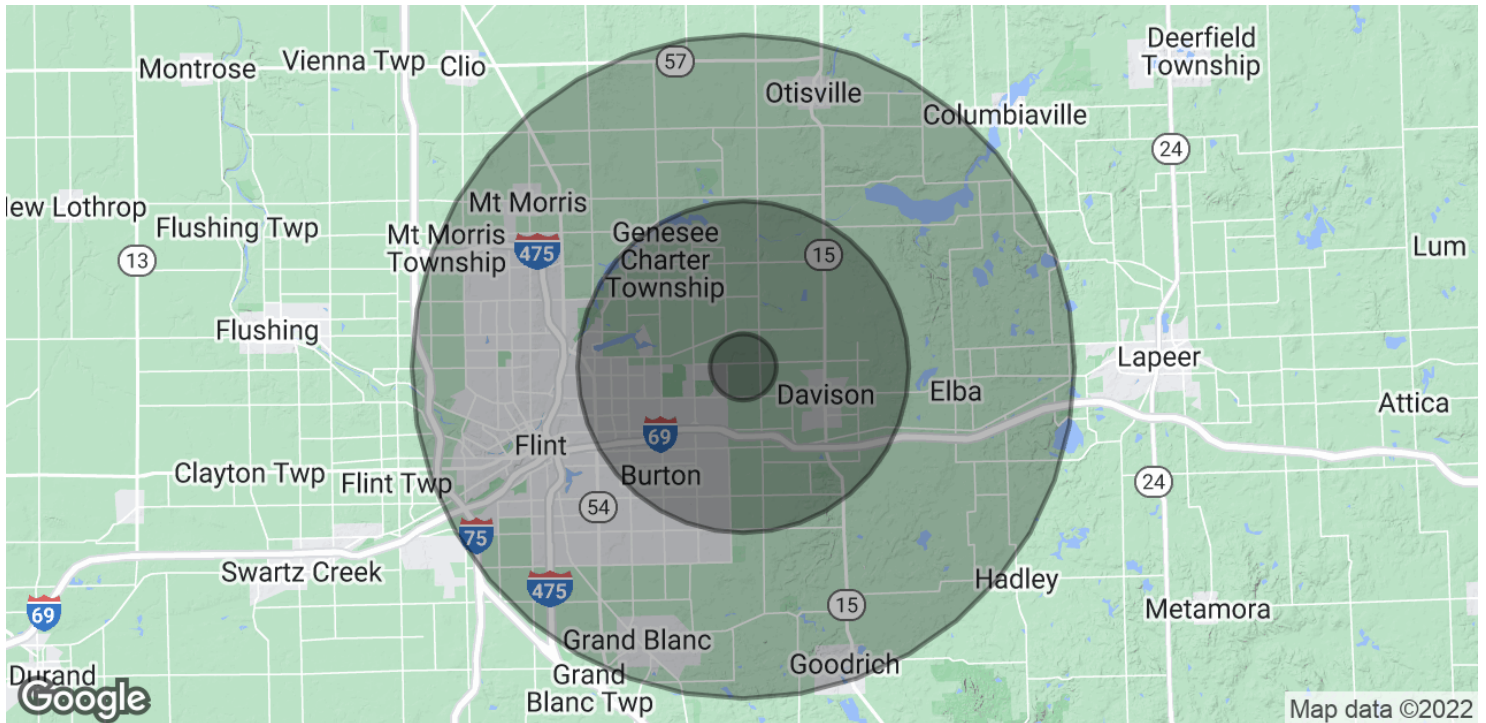 Deerfield
Township
Montrose
Vienna Twp
Clio
57
Otisville
Columbiaville
24
New Lothrop
Flushing Twp
Mt Morris
Mt Morris
Township
475
Genesee
Charter
Township
15
13
Lum
Flushing
Lapeer
Davison
Elba
Attica
Flint
69
Burton
Clayton Twp
Flint Twp
54
24
75
Swartz Creek
475
Hadley
15
Metamora
69
Grand Blanc
Goodrich
Durand
Grand
Blanc Twp
Google
Map data ©2022